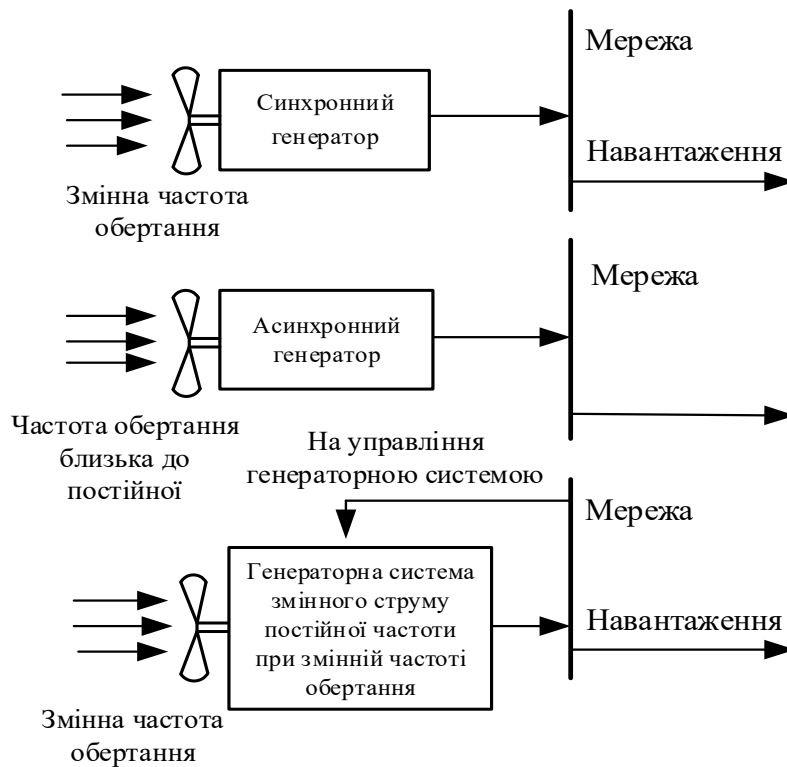 Мережа
Синхронний
генератор
Навантаження
Змінна частота
обертання
Мережа
Асинхронний
генератор
Частота обертання
близька до
постійної
На управління
генераторною системою
Мережа
Генераторна система
змінного струму
постійної частоти
при змінній частоті
обертання
Навантаження
Змінна частота
обертання